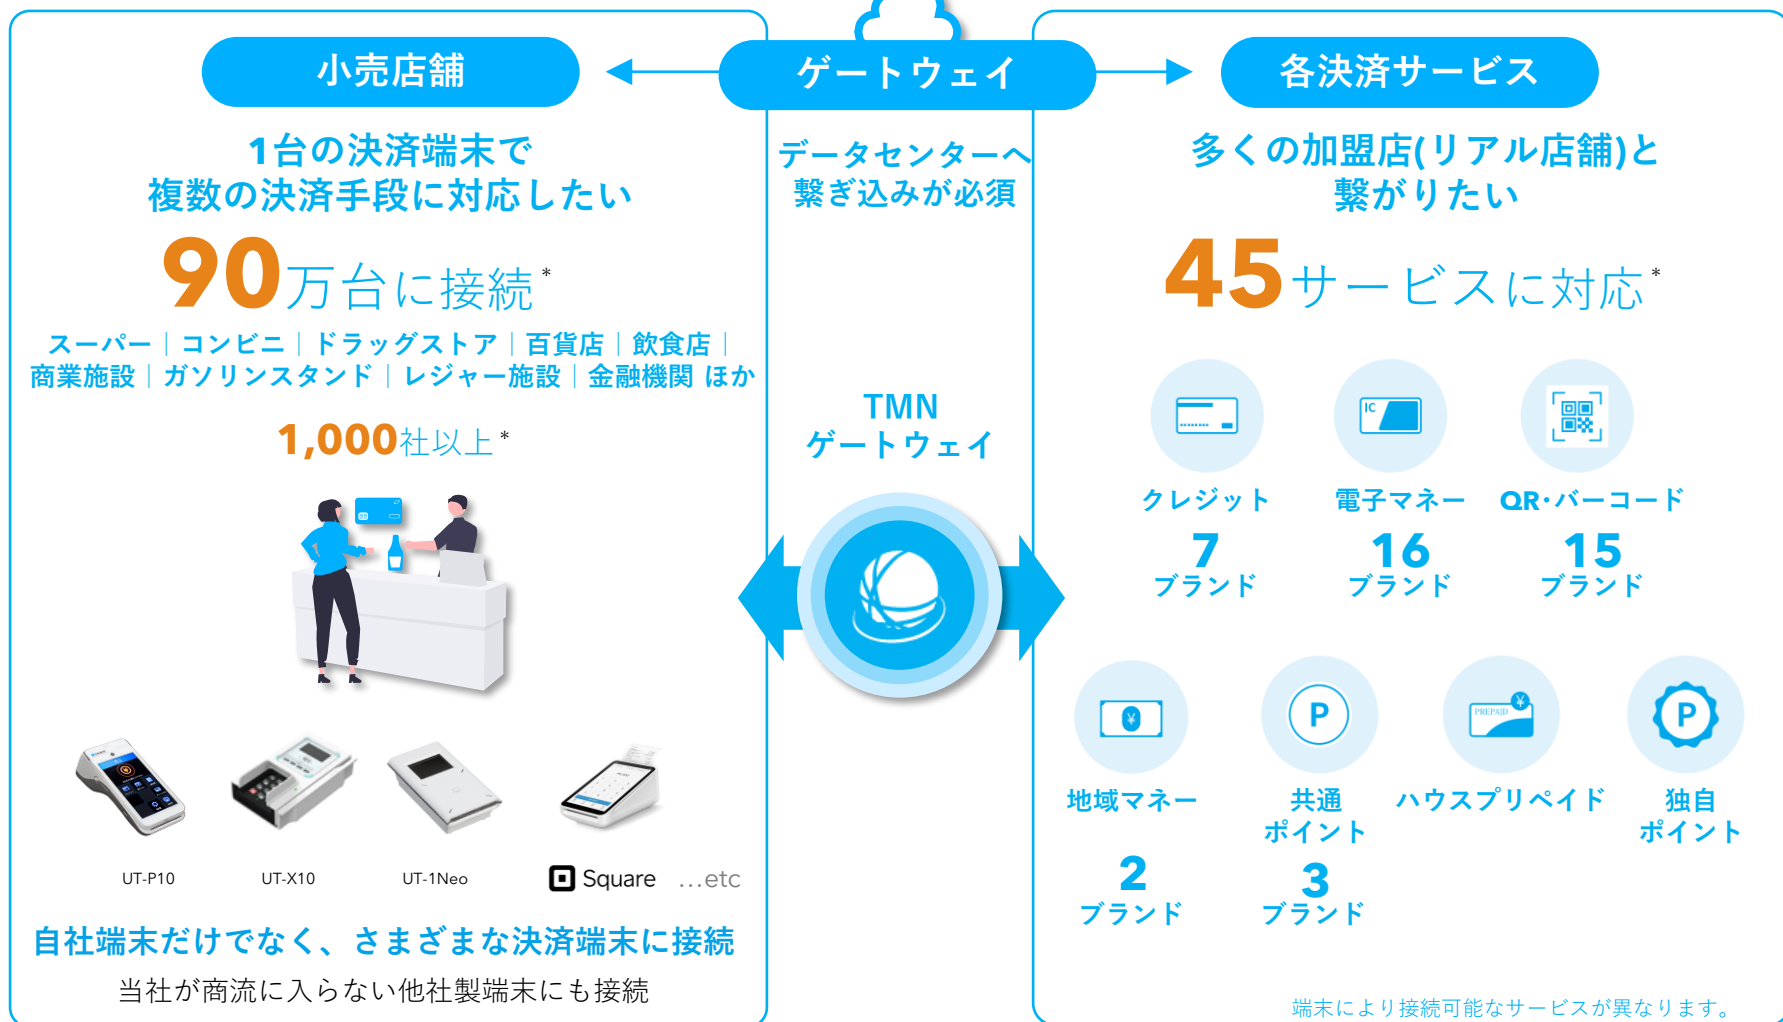 小売店舗
ゲートウェイ
各決済サービス
1台の決済端末で
複数の決済手段に対応したい
90万台に接続*
スーパー｜コンビニ｜ドラッグストア｜百貨店｜飲食店｜
商業施設｜ガソリンスタンド｜レジャー施設｜金融機関 ほか
1,000社以上*
UT-P10
UT-X10
UT-1Neo
Square
…etc
自社端末だけでなく、さまざまな決済端末に接続
当社が商流に入らない他社製端末にも接続
データセンターへ
繋ぎ込みが必須
TMN
ゲートウェイ
多くの加盟店(リアル店舗)と
繋がりたい
45サービスに対応*
IC
クレジット
電子マネー
QR･バーコード
7
ブランド
16
ブランド
15
ブランド
¥
P
PREPAID
¥
P
地域マネー
共通
ポイント
ハウスプリペイド
独自
ポイント
2
ブランド
3
ブランド
端末により接続可能なサービスが異なります。